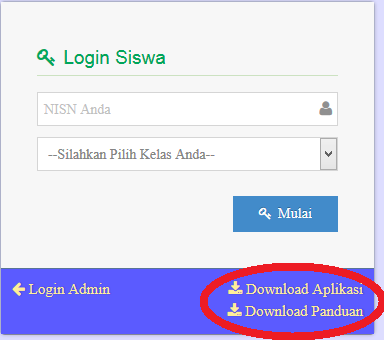 Login Siswa
NISN Anda
--Silahkan Pilih Kelas Anda--
Mulai
Login Admin
Download Aplikasi
Download Panduan